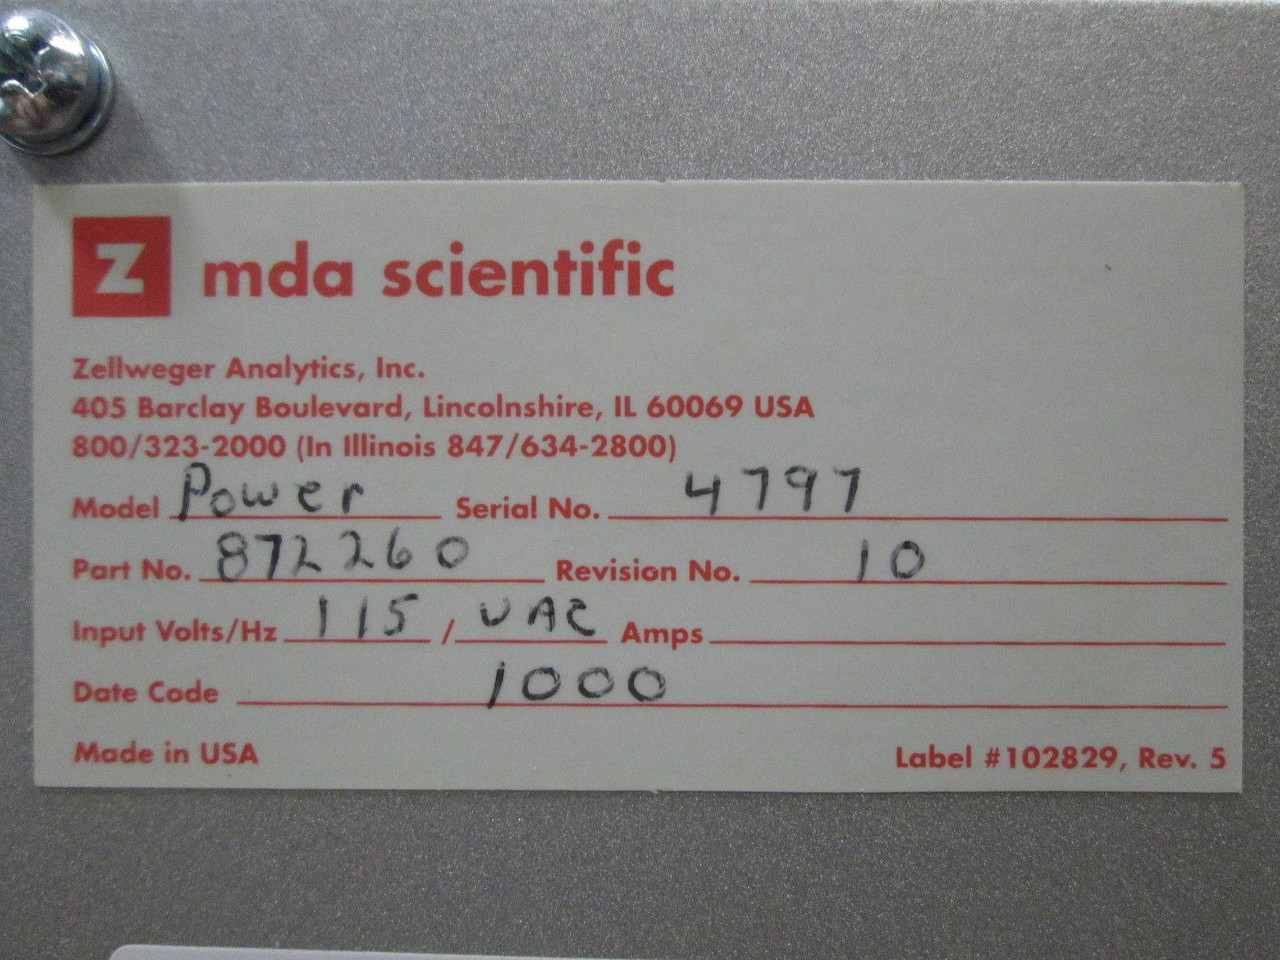 Z mda scientific
Zellweger Analytics, Inc.
405 Barclay Boulevard, Lincolnshire, IL 60069 USA
800/323-2000 (In Illinois 847/634-2800)
Model Power Serial No. 4797
Part No. 872260 Revision No. 10
Input Volts/Hz 115 / VAC Amps
Date Code 1000
Made in USA Label #102829, Rev. 5